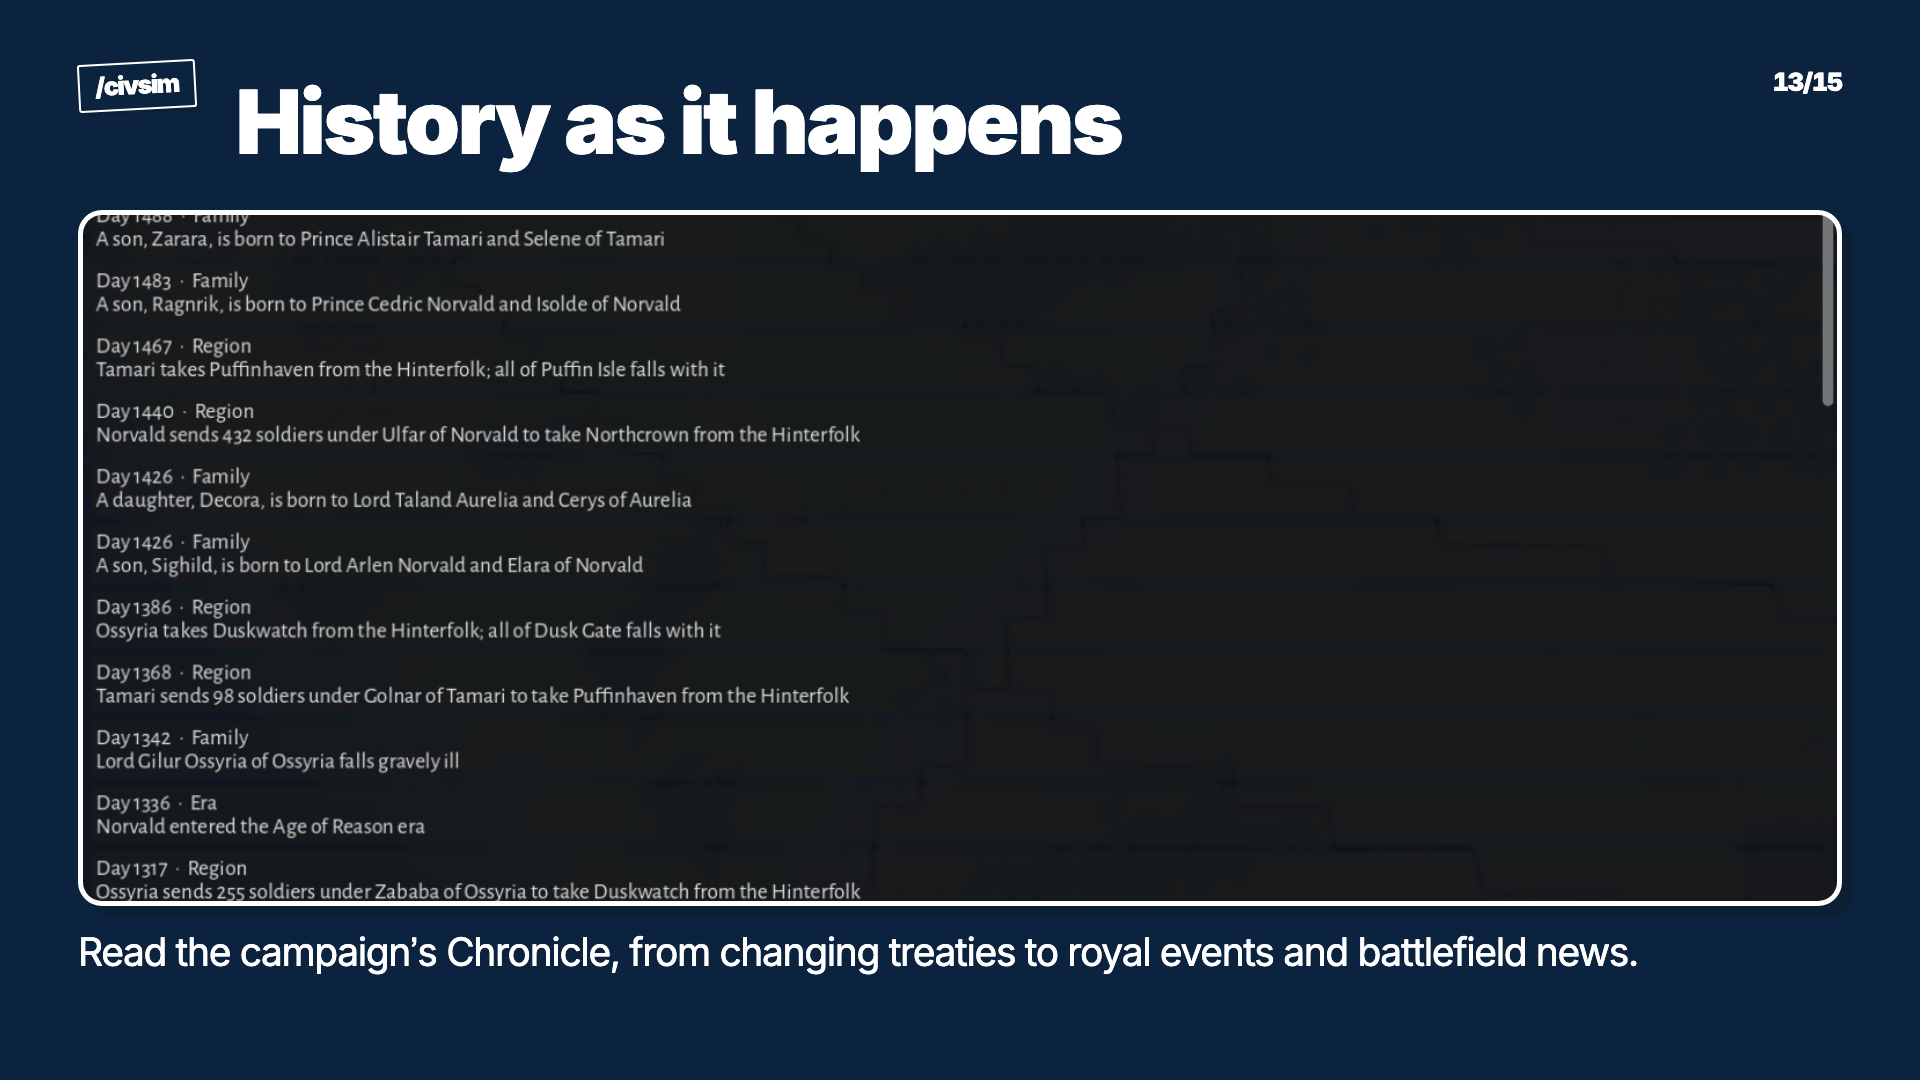 /civsim
History as it happens
13/15
Day 1488 · Family
A son, Zarara, is born to Prince Alistair Tamari and Selene of Tamari
Day 1483 · Family
A son, Ragnrik, is born to Prince Cedric Norvald and Isolde of Norvald
Day 1467 · Region
Tamari takes Puffinhaven from the Hinterfolk; all of Puffin Isle falls with it
Day 1440 · Region
Norvald sends 432 soldiers under Ulfar of Norvald to take Northcrown from the Hinterfolk
Day 1426 · Family
A daughter, Decora, is born to Lord Taland Aurelia and Cerys of Aurelia
Day 1426 · Family
A son, Sighild, is born to Lord Arlen Norvald and Elara of Norvald
Day 1386 · Region
Ossyria takes Duskwatch from the Hinterfolk; all of Dusk Gate falls with it
Day 1368 · Region
Tamari sends 98 soldiers under Golnar of Tamari to take Puffinhaven from the Hinterfolk
Day 1342 · Family
Lord Gilur Ossyria of Ossyria falls gravely ill
Day 1336 · Era
Norvald entered the Age of Reason era
Day 1317 · Region
Ossyria sends 255 soldiers under Zababa of Ossyria to take Duskwatch from the Hinterfolk
Read the campaign’s Chronicle, from changing treaties to royal events and battlefield news.